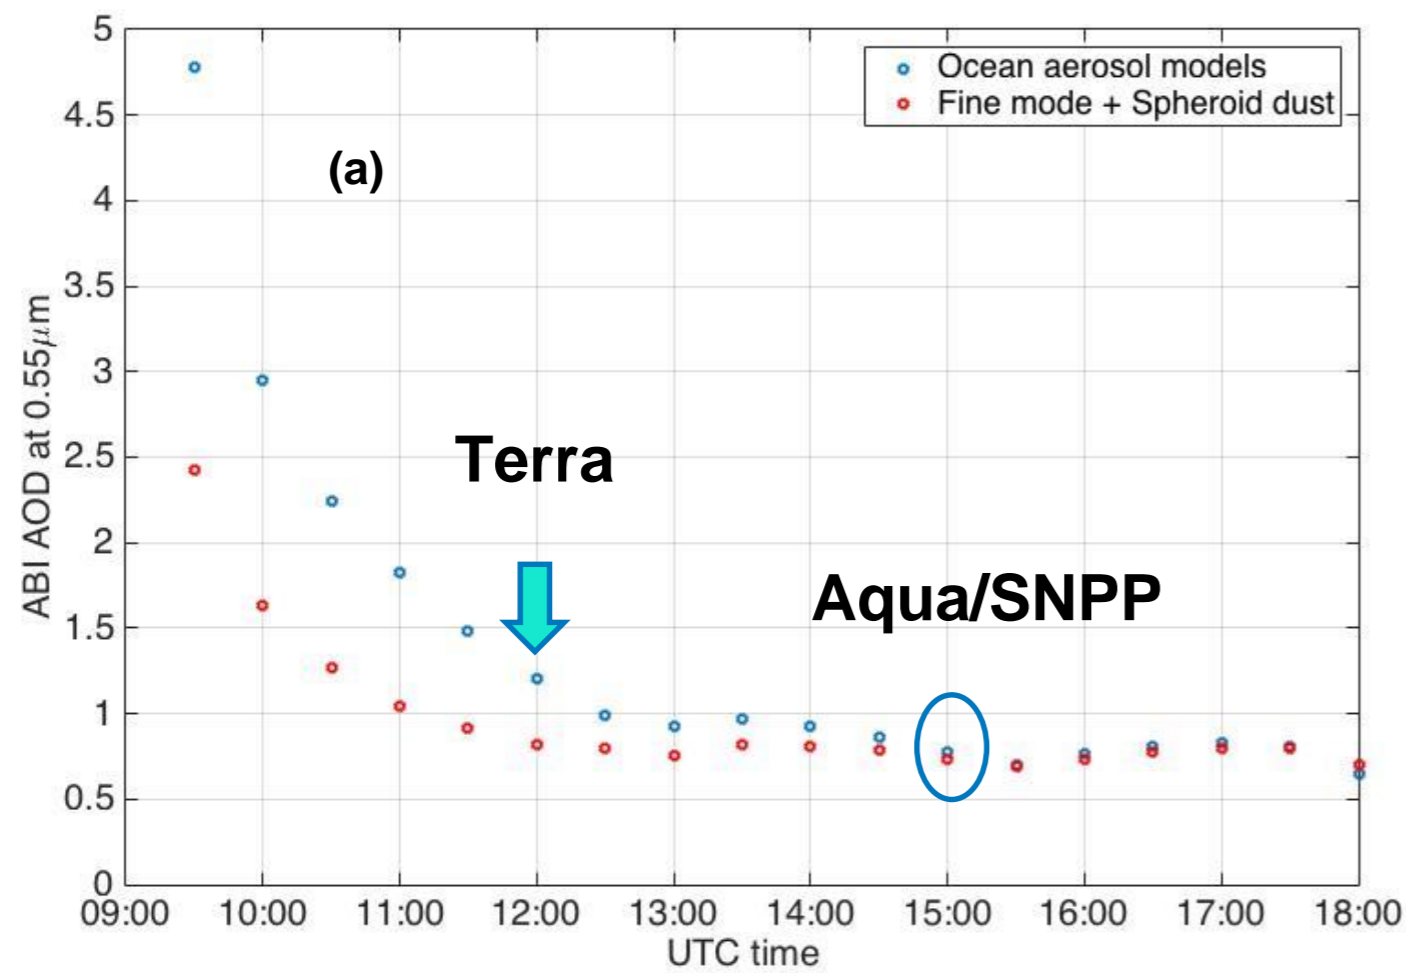 5
4.5
4
3.5
3
2.5
2
1.5
1
0.5
0
ABI AOD at 0.55μm
Ocean aerosol models
Fine mode + Spheroid dust
(a)
Terra
Aqua/SNPP
09:00 10:00 11:00 12:00 13:00 14:00 15:00 16:00 17:00 18:00
UTC time